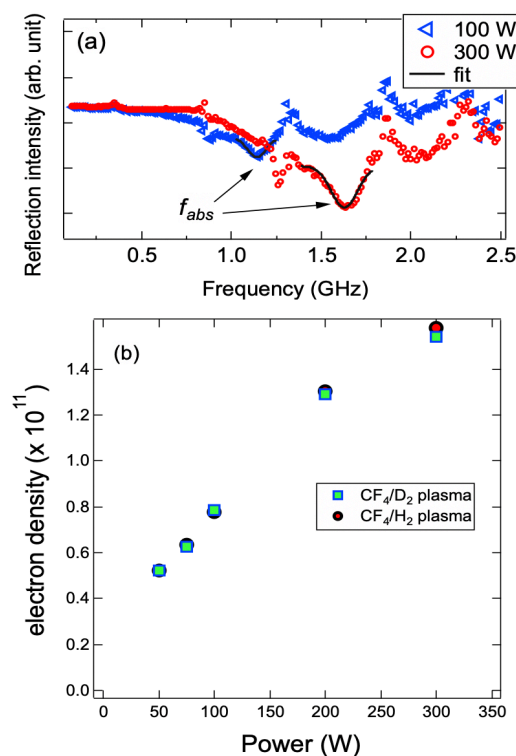 (a)
100 W
300 W
fit
f_abs
Reflection intensity (arb. unit)
0.5 1.0 1.5 2.0 2.5
Frequency (GHz)
(b)
1.4
1.2
1.0
0.8
0.6
0.4
0.2
0.0
electron density (x 10^11)
CF₄/D₂ plasma
CF₄/H₂ plasma
0 50 100 150 200 250 300 350
Power (W)